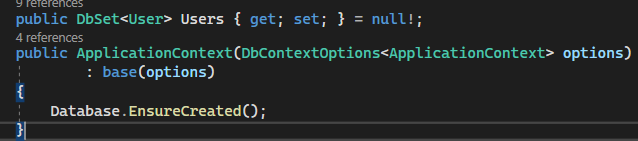 9 references
public DbSet<User> Users { get; set; } = null!;
4 references
public ApplicationContext(DbContextOptions<ApplicationContext> options)
: base(options)
{
Database.EnsureCreated();
}